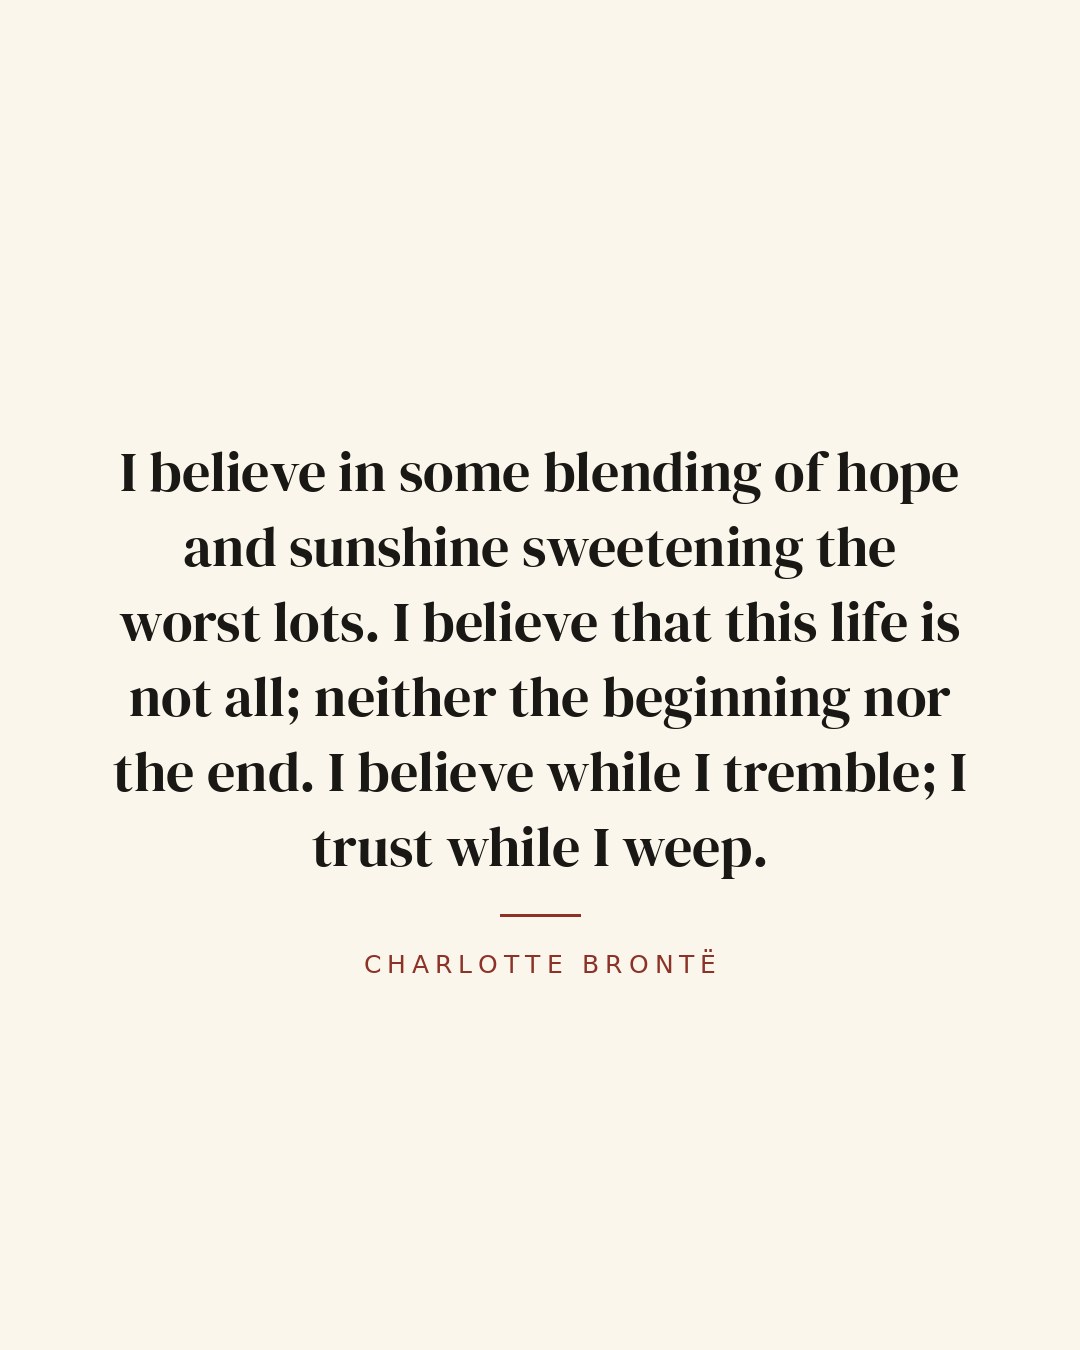 I believe in some blending of hope
and sunshine sweetening the
worst lots. I believe that this life is
not all; neither the beginning nor
the end. I believe while I tremble; I
trust while I weep.
CHARLOTTE BRONTË